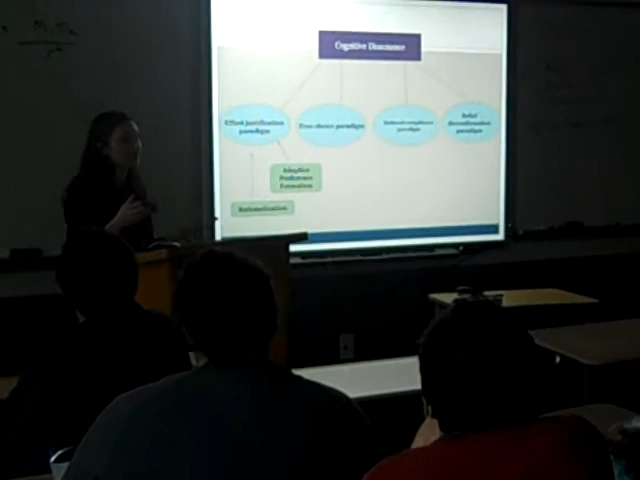 Cognitive Dissonance
Effort justification
paradigm
Free-choice paradigm
Induced-compliance
paradigm
Belief
disconfirmation
paradigm
Adaptive
Preference
Formation
Rationalization